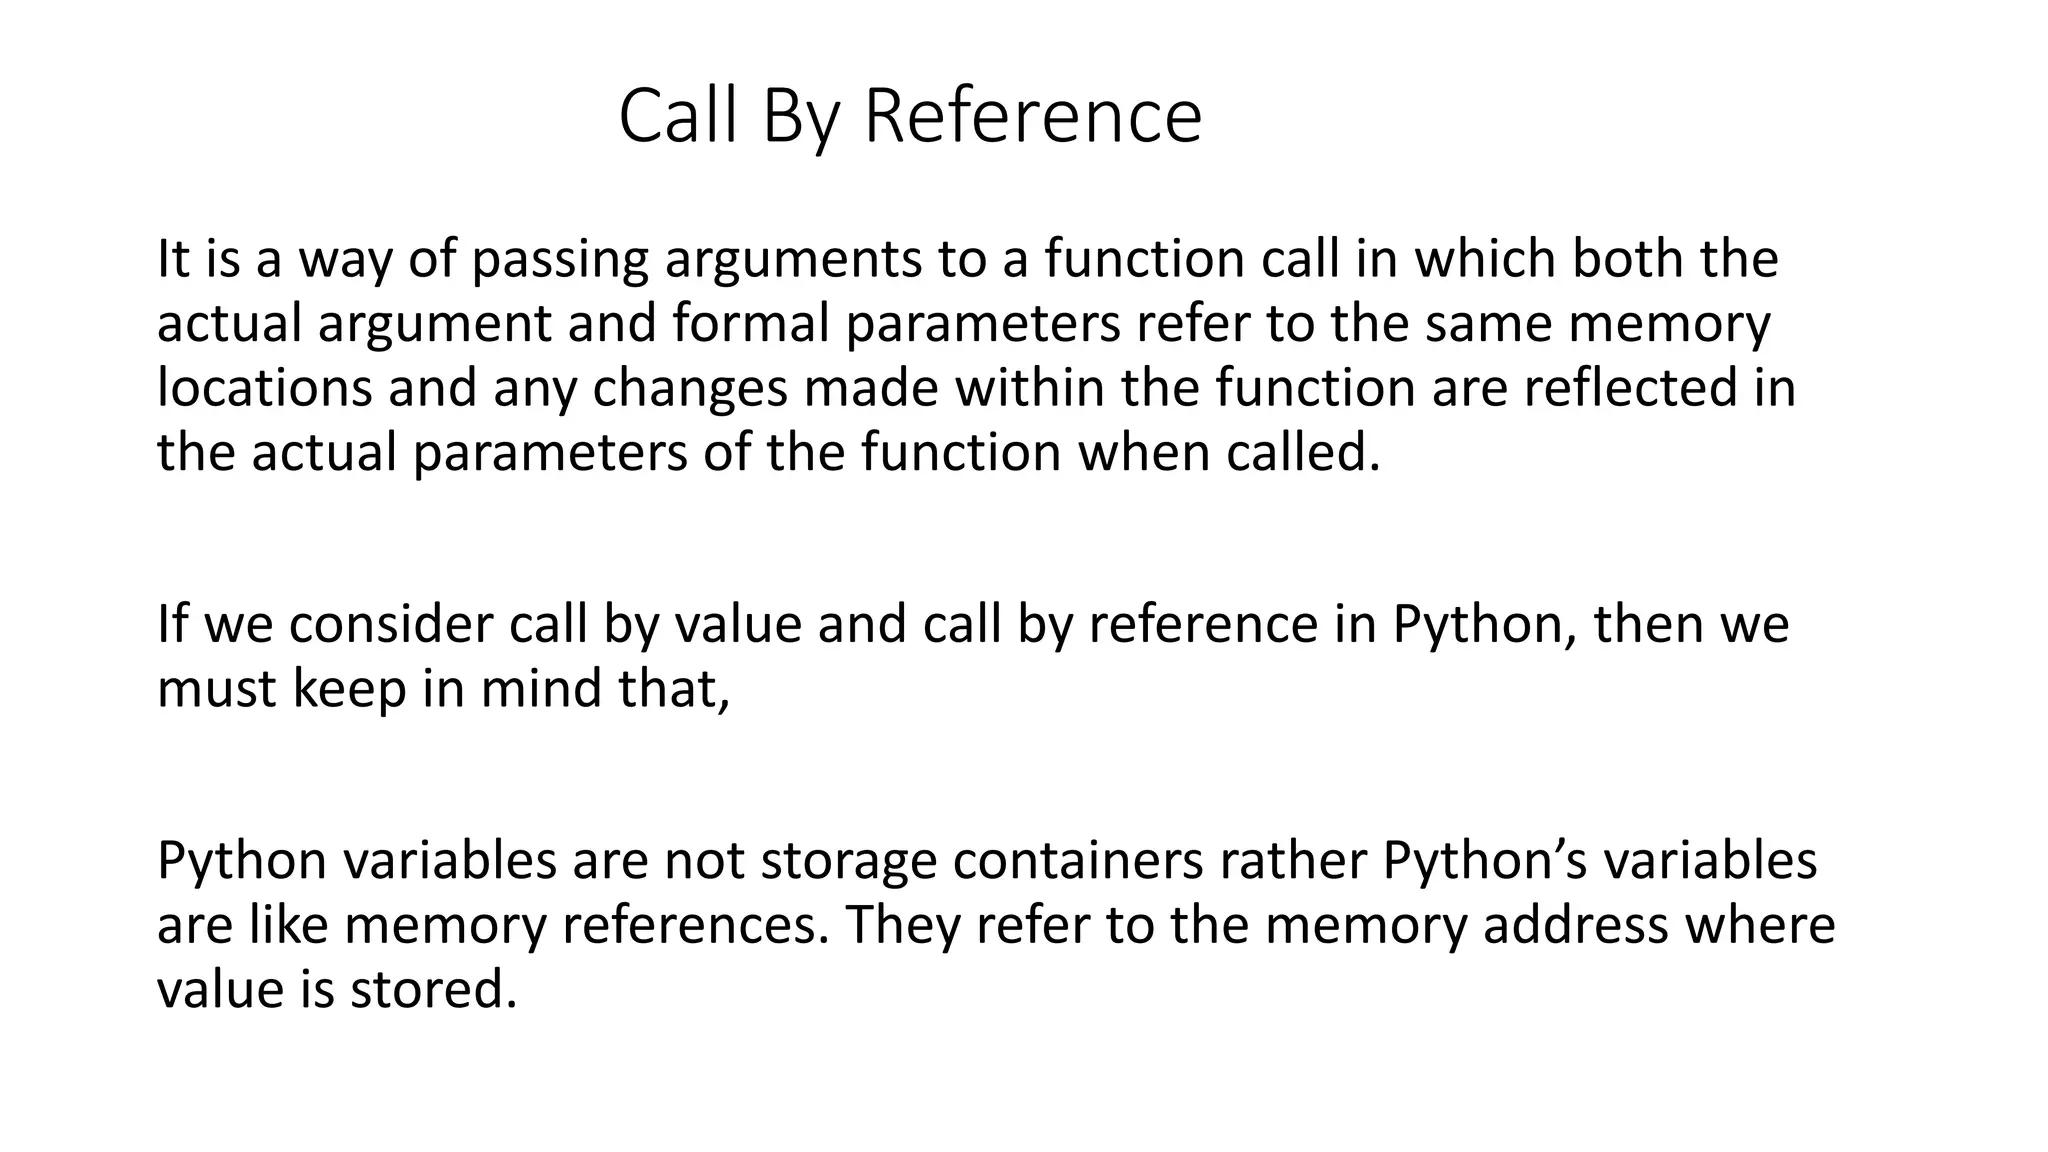 Call By Reference
It is a way of passing arguments to a function call in which both the
actual argument and formal parameters refer to the same memory
locations and any changes made within the function are reflected in
the actual parameters of the function when called.
If we consider call by value and call by reference in Python, then we
must keep in mind that,
Python variables are not storage containers rather Python’s variables
are like memory references. They refer to the memory address where
value is stored.